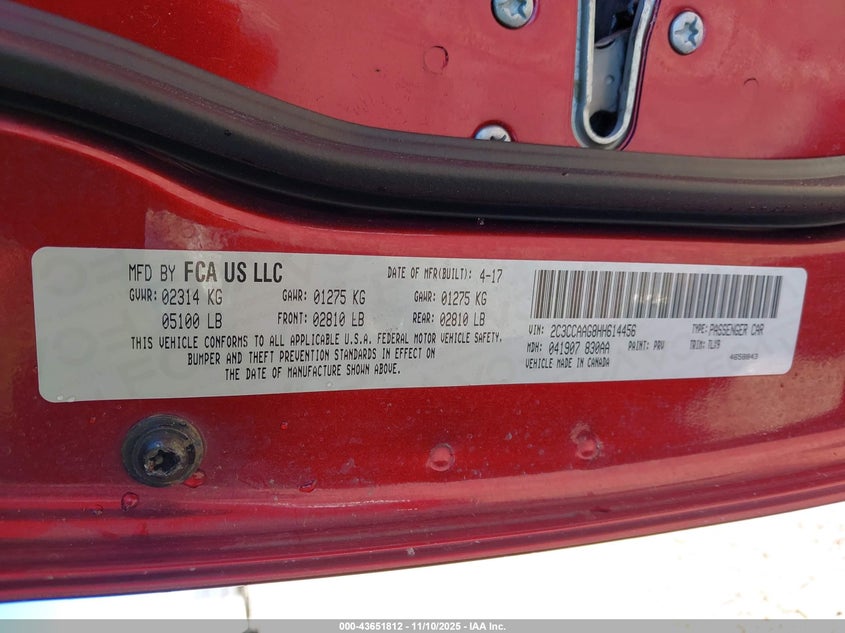 MFD BY FCA US LLC
DATE OF MFR(BUILT): 4-17
GVWR: 02314 KG GAWR: 01275 KG GAWR: 01275 KG
05100 LB FRONT: 02810 LB REAR: 02810 LB
THIS VEHICLE CONFORMS TO ALL APPLICABLE U.S.A. FEDERAL MOTOR VEHICLE SAFETY,
BUMPER AND THEFT PREVENTION STANDARDS IN EFFECT ON
THE DATE OF MANUFACTURE SHOWN ABOVE.
VIN: 2C3CCAAG0HH614456 TYPE: PASSENGER CAR
MDH: 041907 830AA PAINT: PRV TRIM: TLV9
VEHICLE MADE IN CANADA 4658843
000-43651812 — 11/10/2025 — IAA Inc.